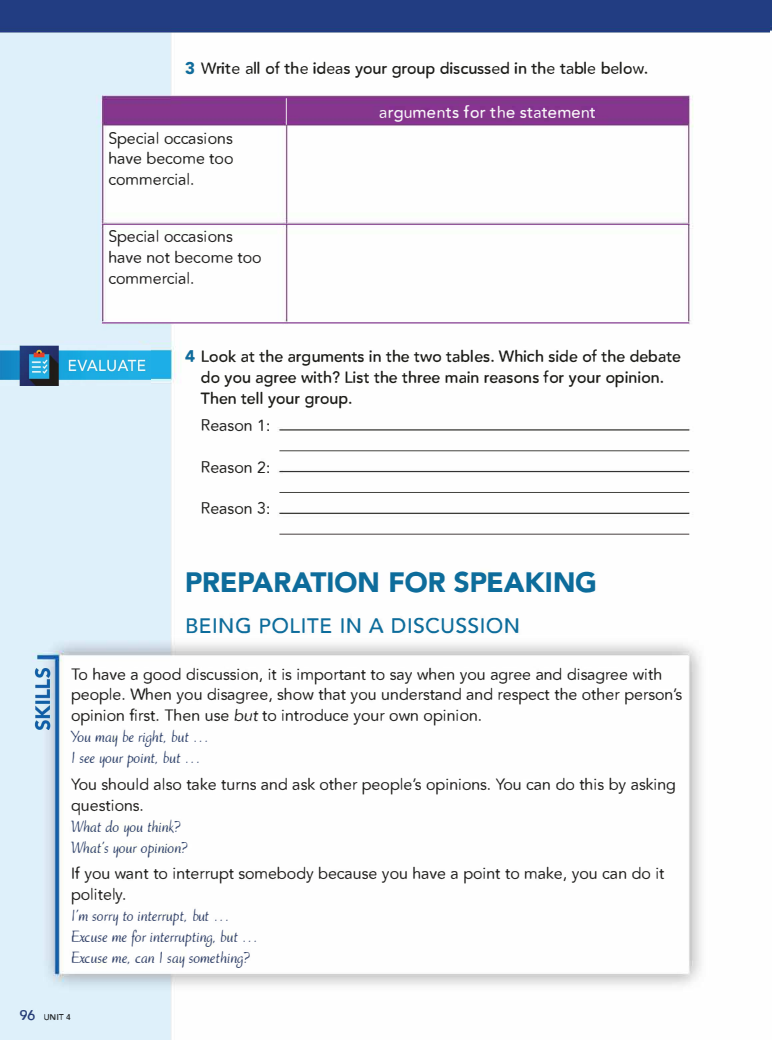 3 Write all of the ideas your group discussed in the table below.
arguments for the statement
Special occasions
have become too
commercial.
Special occasions
have not become too
commercial.
EVALUATE
4 Look at the arguments in the two tables. Which side of the debate
do you agree with? List the three main reasons for your opinion.
Then tell your group.
Reason 1:
Reason 2:
Reason 3:
PREPARATION FOR SPEAKING
BEING POLITE IN A DISCUSSION
SKILLS
To have a good discussion, it is important to say when you agree and disagree with
people. When you disagree, show that you understand and respect the other person's
opinion first. Then use but to introduce your own opinion.
You may be right, but ...
I see your point, but ...
You should also take turns and ask other people's opinions. You can do this by asking
questions.
What do you think?
What's your opinion?
If you want to interrupt somebody because you have a point to make, you can do it
politely.
I'm sorry to interrupt, but ...
Excuse me for interrupting, but ...
Excuse me, can I say something?
96 UNIT 4